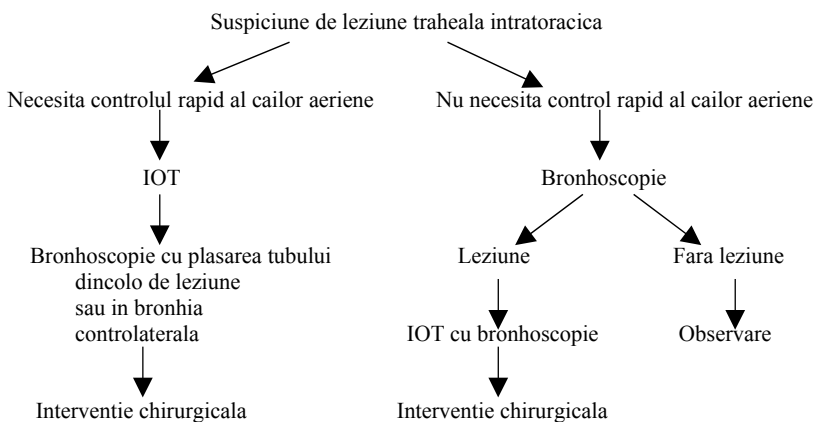 Suspiciune de leziune traheala intratoracica
Necesita controlul rapid al cailor aeriene
Nu necesita control rapid al cailor aeriene
IOT
Bronhoscopie
Bronhoscopie cu plasarea tubului
dincolo de leziune
sau in bronhia
controlaterala
Leziune
Fara leziune
IOT cu bronhoscopie
Observare
Interventie chirurgicala
Interventie chirurgicala